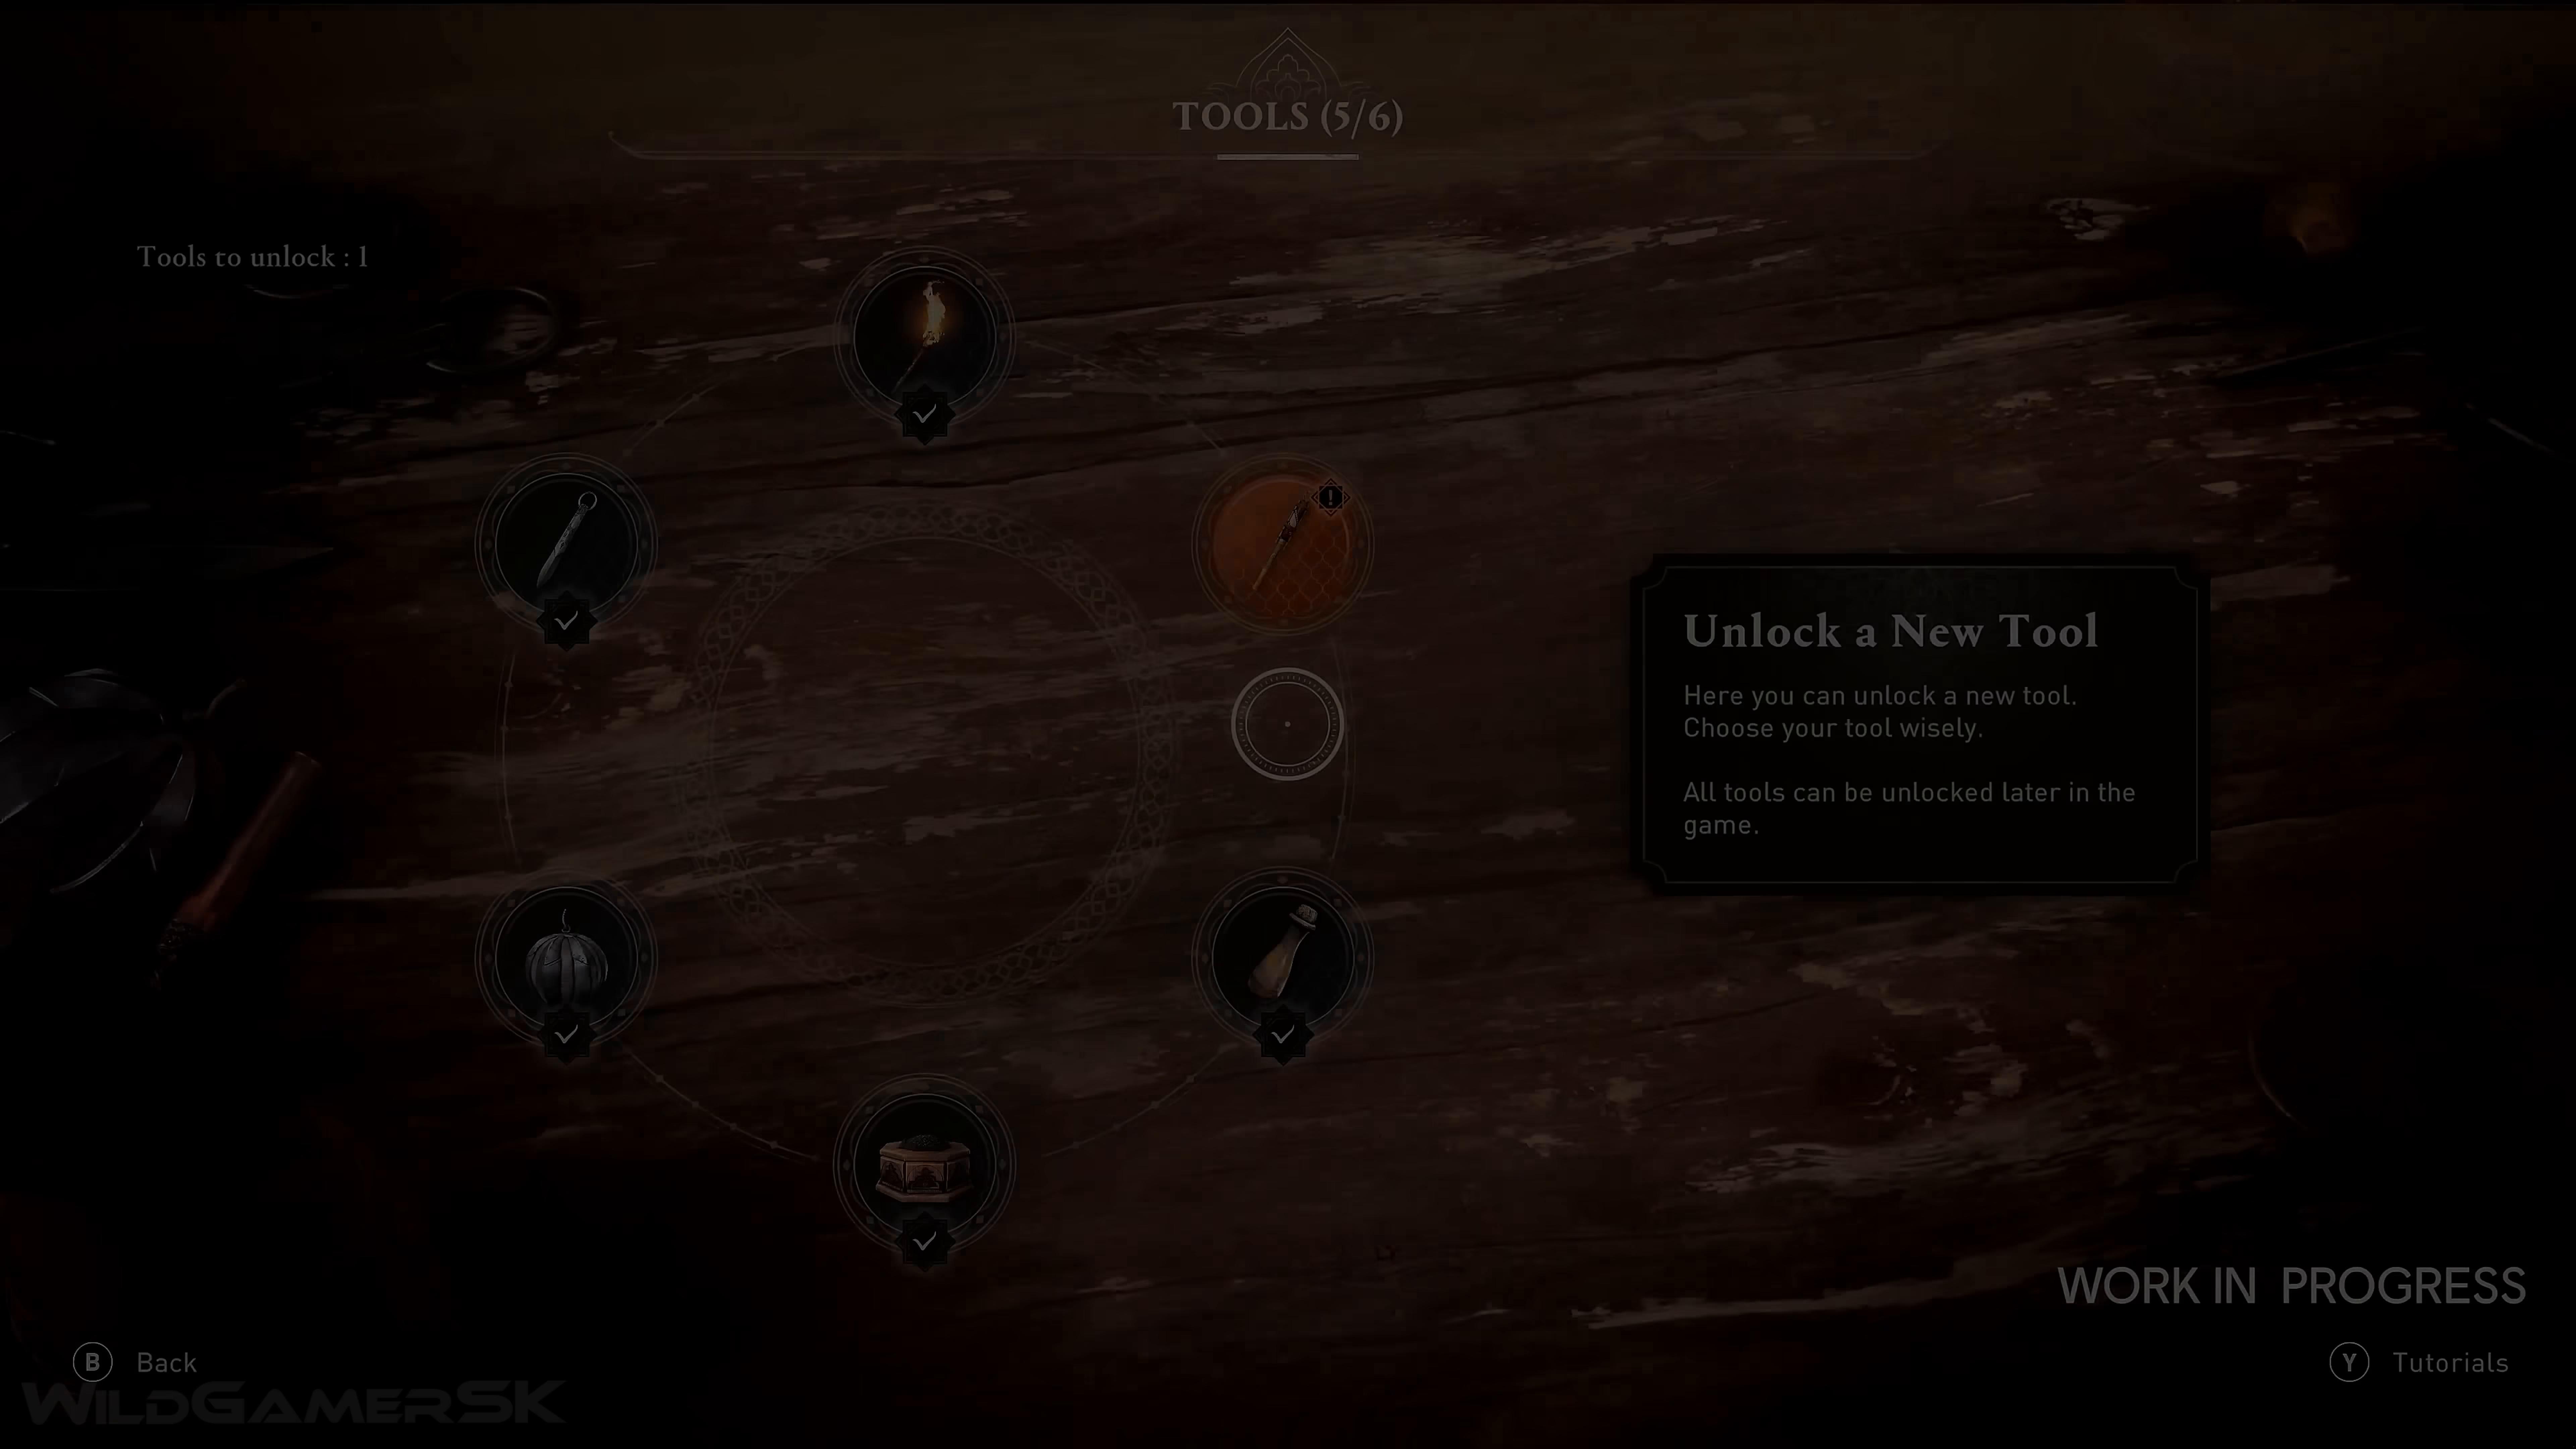 TOOLS (5/6)
Tools to unlock : 1
Unlock a New Tool
Here you can unlock a new tool.
Choose your tool wisely.
All tools can be unlocked later in the
game.
WORK IN PROGRESS
B Back
Y Tutorials
WILDGAMERSK